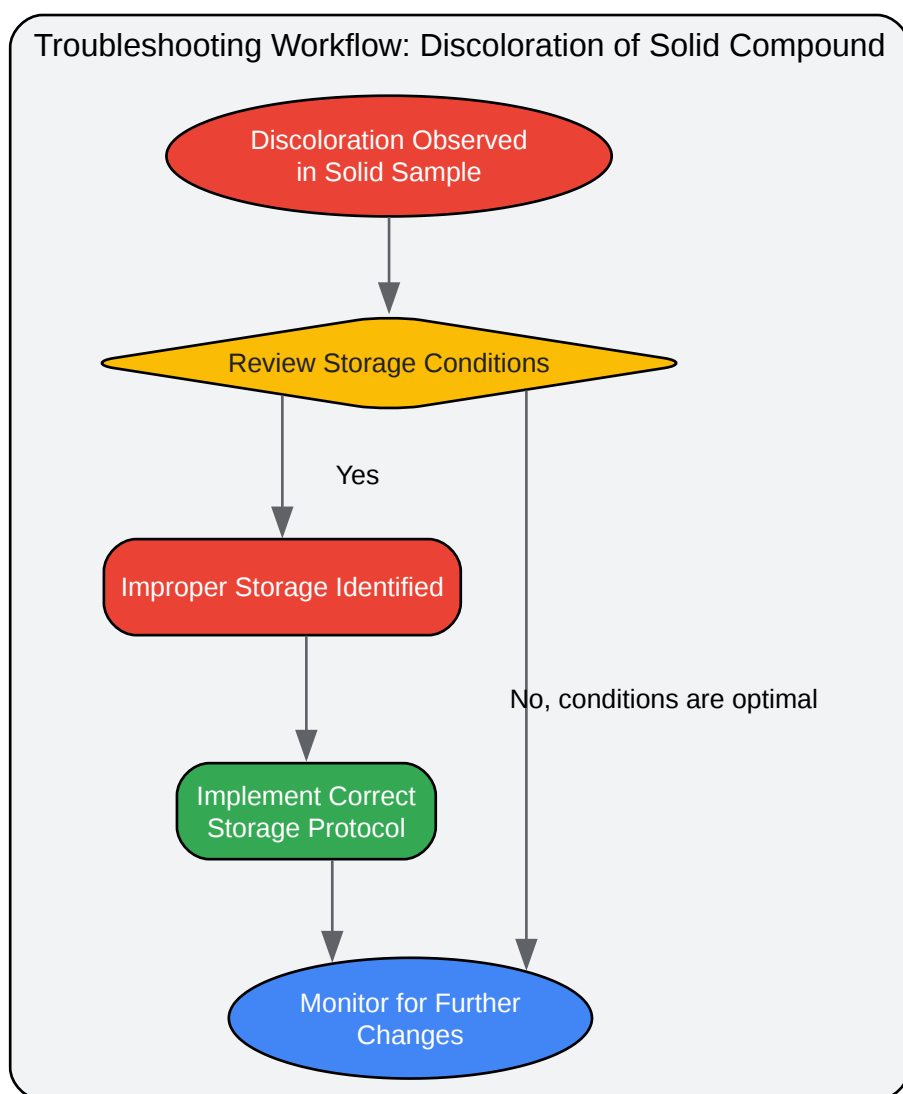 Troubleshooting Workflow: Discoloration of Solid Compound
Discoloration Observed
in Solid Sample
Review Storage Conditions
Yes
Improper Storage Identified
No, conditions are optimal
Implement Correct
Storage Protocol
Monitor for Further
Changes